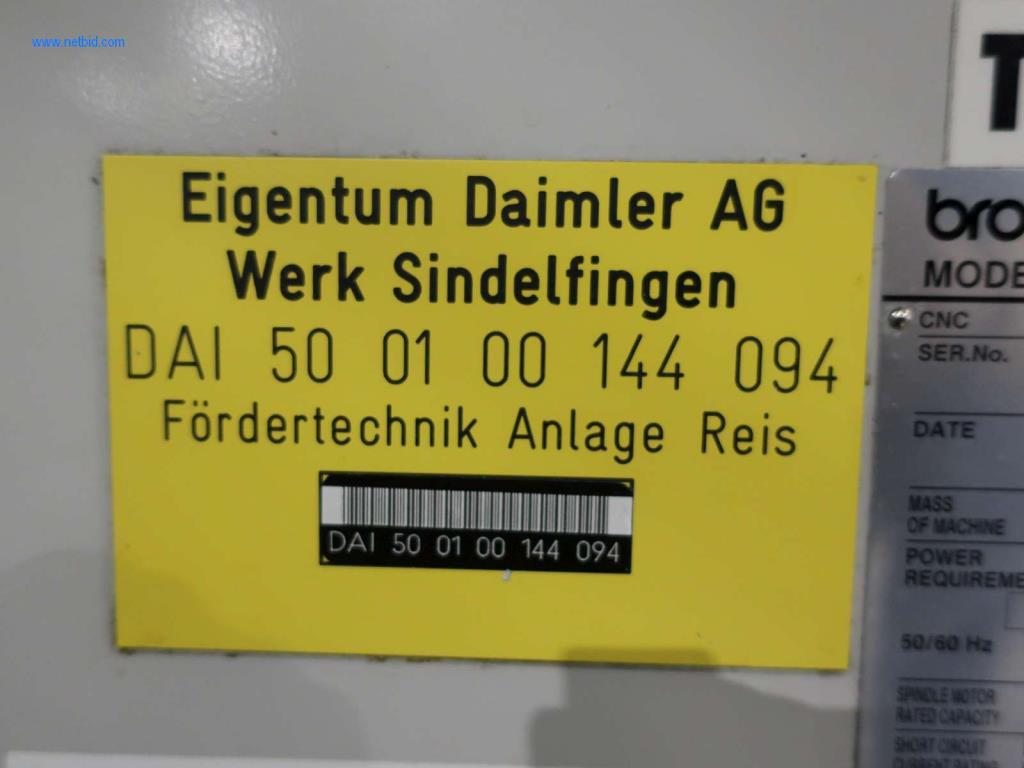 www.netbid.com
Eigentum Daimler AG
Werk Sindelfingen
DAI 50 01 00 144 094
Fördertechnik Anlage Reis
DAI 50 01 00 144 094
CNC
SER.No.
DATE
MASS
OF MACHINE
POWER
50/60 Hz
SPINDLE MOTOR
RATED CAPACITY
SHORT CIRCUIT